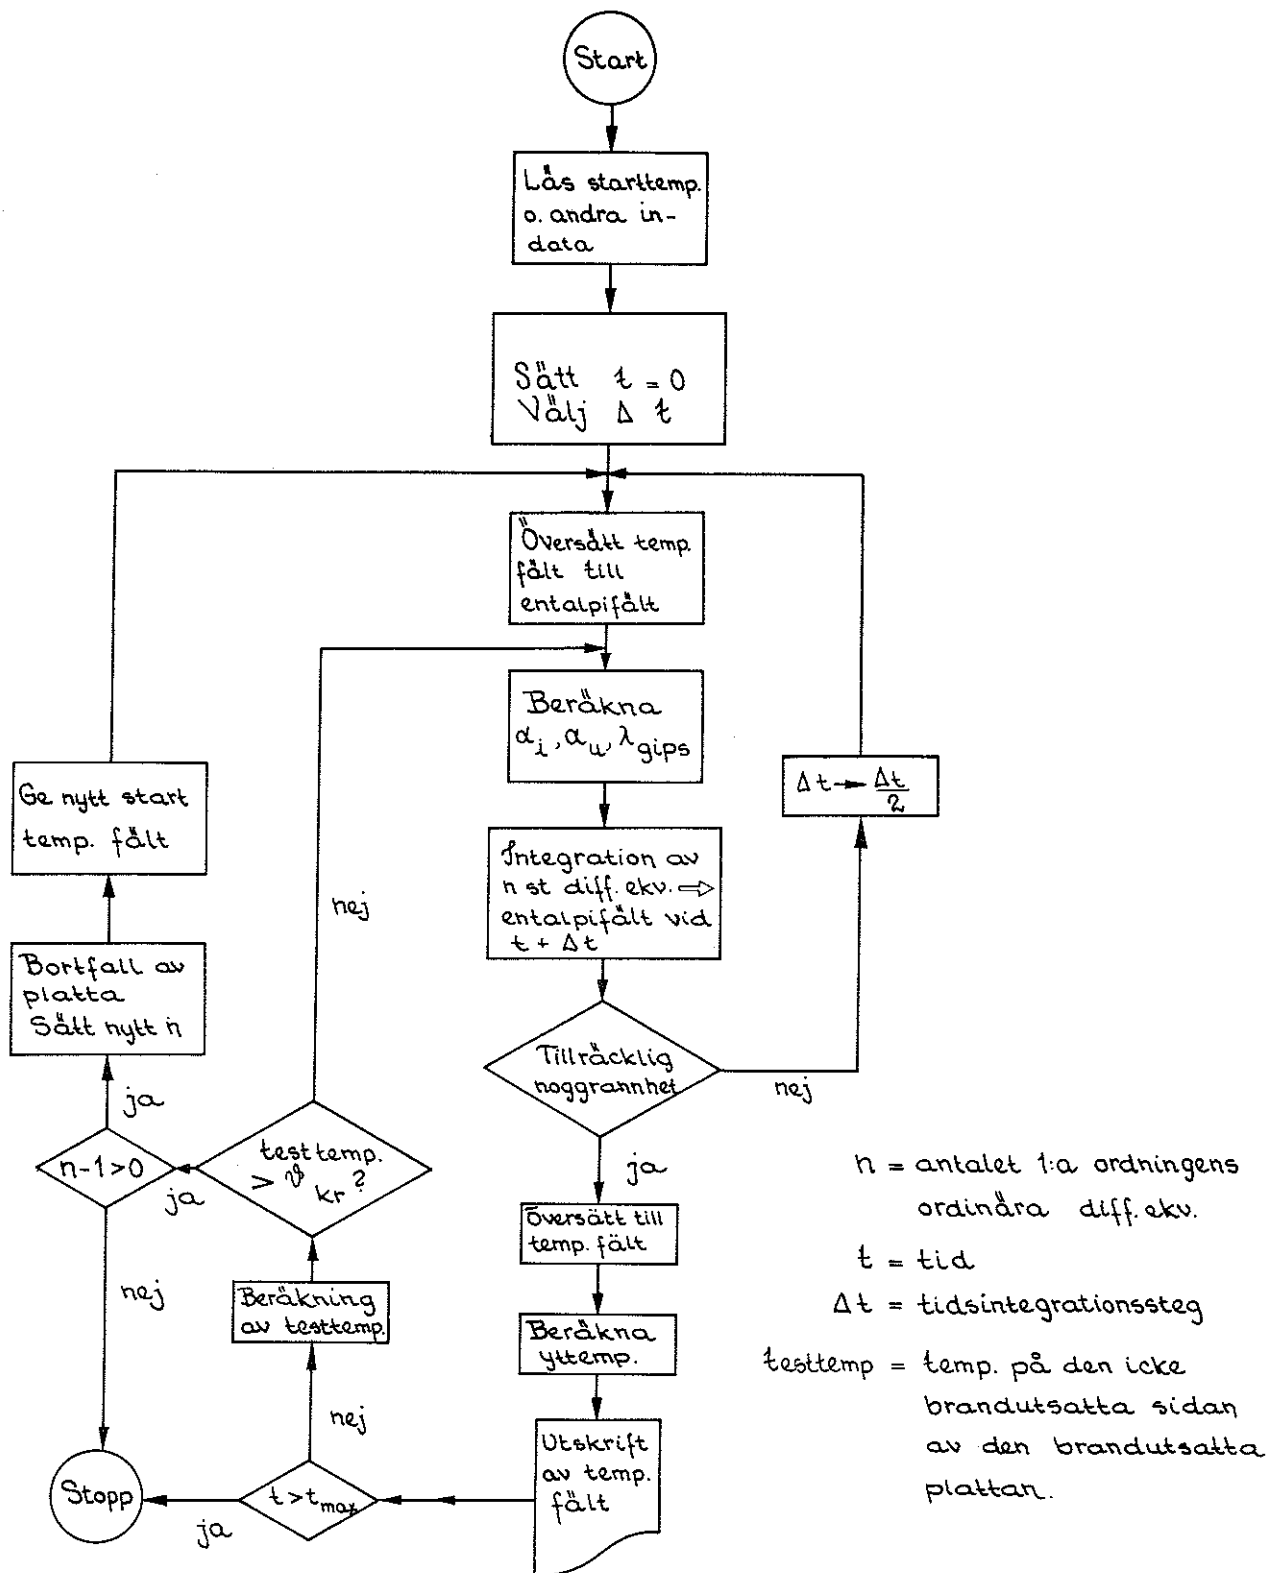 Start
Läs starttemp.
o. andra in-
data
Sätt t = 0
Välj Δ t
Översätt temp.
fält till
entalpifält
Beräkna
α_i, α_u, λ_gips
Δt → Δt/2
Integration av
n st diff. ekv. ⇒
entalpifält vid
t + Δt
Tillräcklig
noggrannhet
nej
ja
översätt till
temp. fält
Beräkna
yttemp.
Utskrift
av temp.
fält
t > t_max
ja
nej
Beräkning
av testtemp.
testtemp.
> ϑ_kr ?
nej
ja
n-1>0
ja
nej
Bortfall av
platta
Sätt nytt n
Ge nytt start
temp. fält
Stopp
n = antalet 1:a ordningens
ordinära diff. ekv.
t = tid
Δt = tidsintegrationssteg
testtemp = temp. på den icke
brandutsatta sidan
av den brandutsatta
plattan.